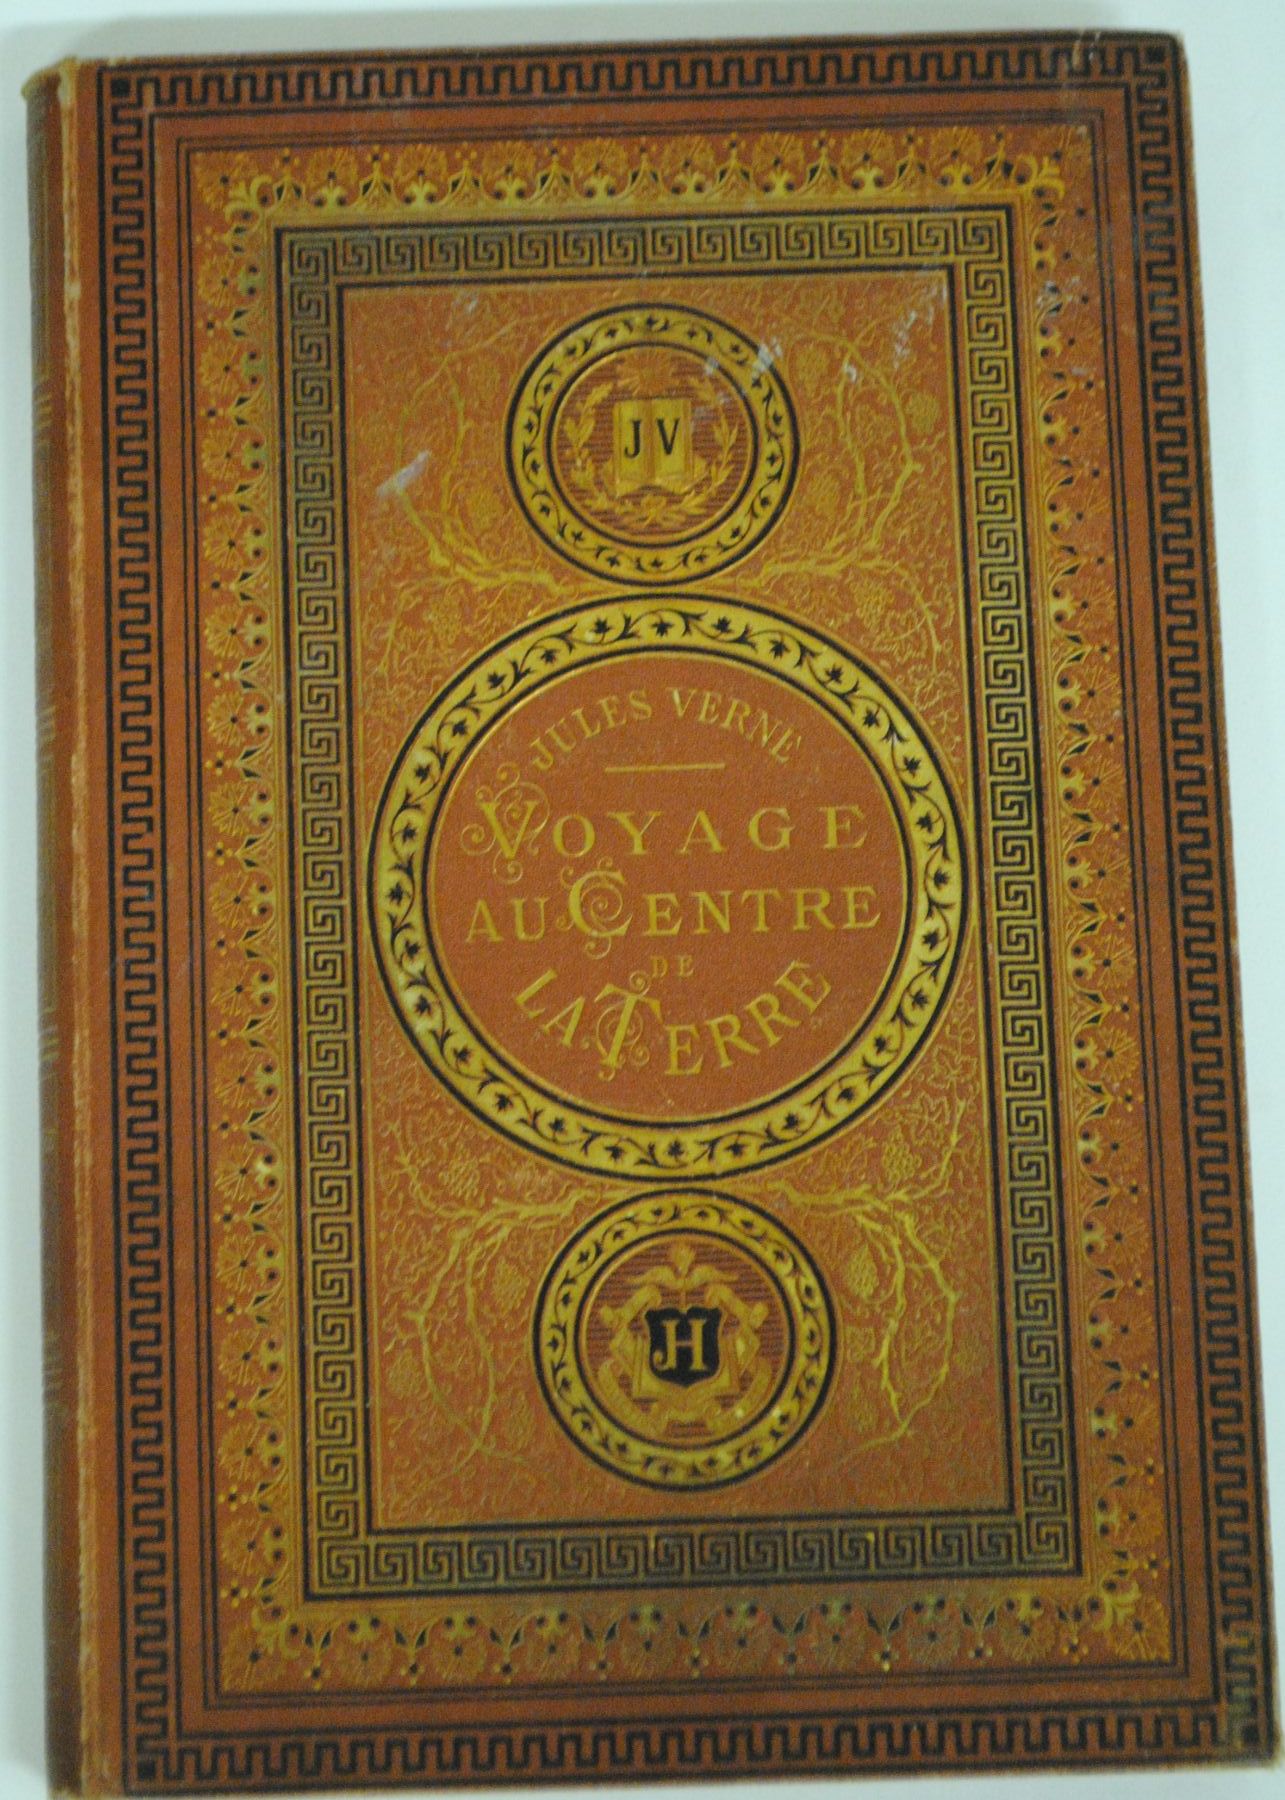 JV
JULES VERNE
VOYAGE
AU CENTRE
DE
LA TERRE
JH